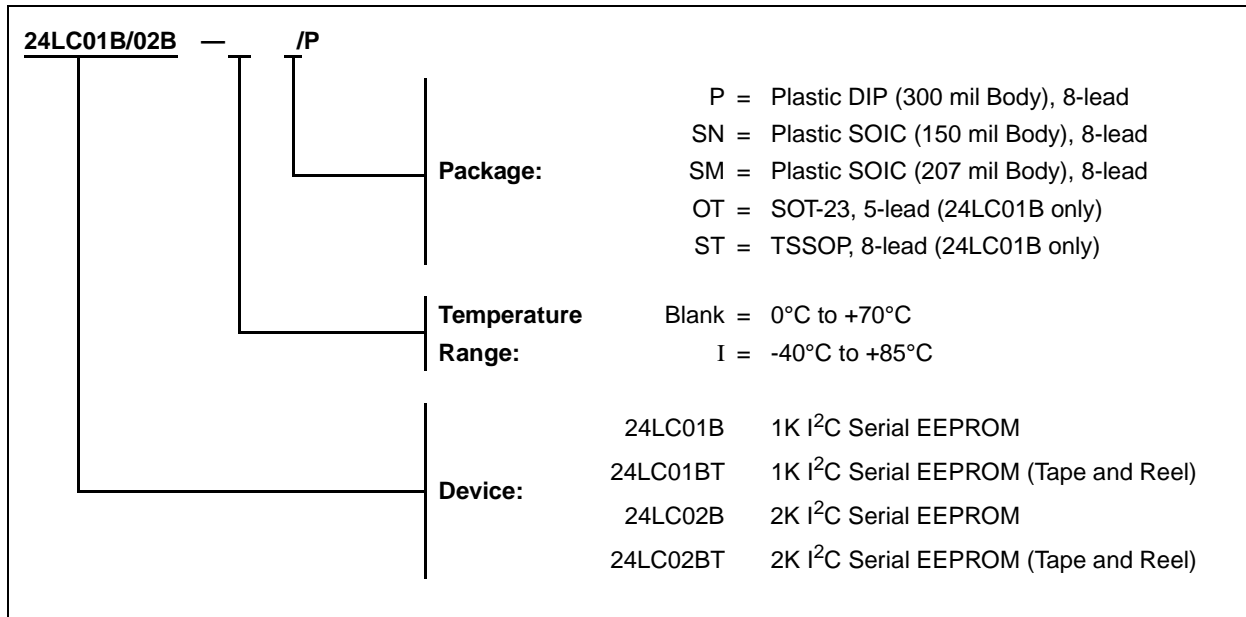 24LC01B/02B — /P
P = Plastic DIP (300 mil Body), 8-lead
SN = Plastic SOIC (150 mil Body), 8-lead
Package: SM = Plastic SOIC (207 mil Body), 8-lead
OT = SOT-23, 5-lead (24LC01B only)
ST = TSSOP, 8-lead (24LC01B only)
Temperature Blank = 0°C to +70°C
Range: I = -40°C to +85°C
24LC01B 1K I²C Serial EEPROM
24LC01BT 1K I²C Serial EEPROM (Tape and Reel)
Device:
24LC02B 2K I²C Serial EEPROM
24LC02BT 2K I²C Serial EEPROM (Tape and Reel)